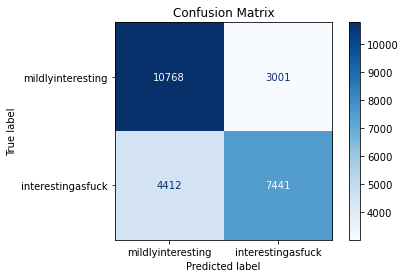 Confusion Matrix
mildlyinteresting
interestingasfuck
True label
10768 3001
4412 7441
mildlyinteresting interestingasfuck
Predicted label
10000
9000
8000
7000
6000
5000
4000